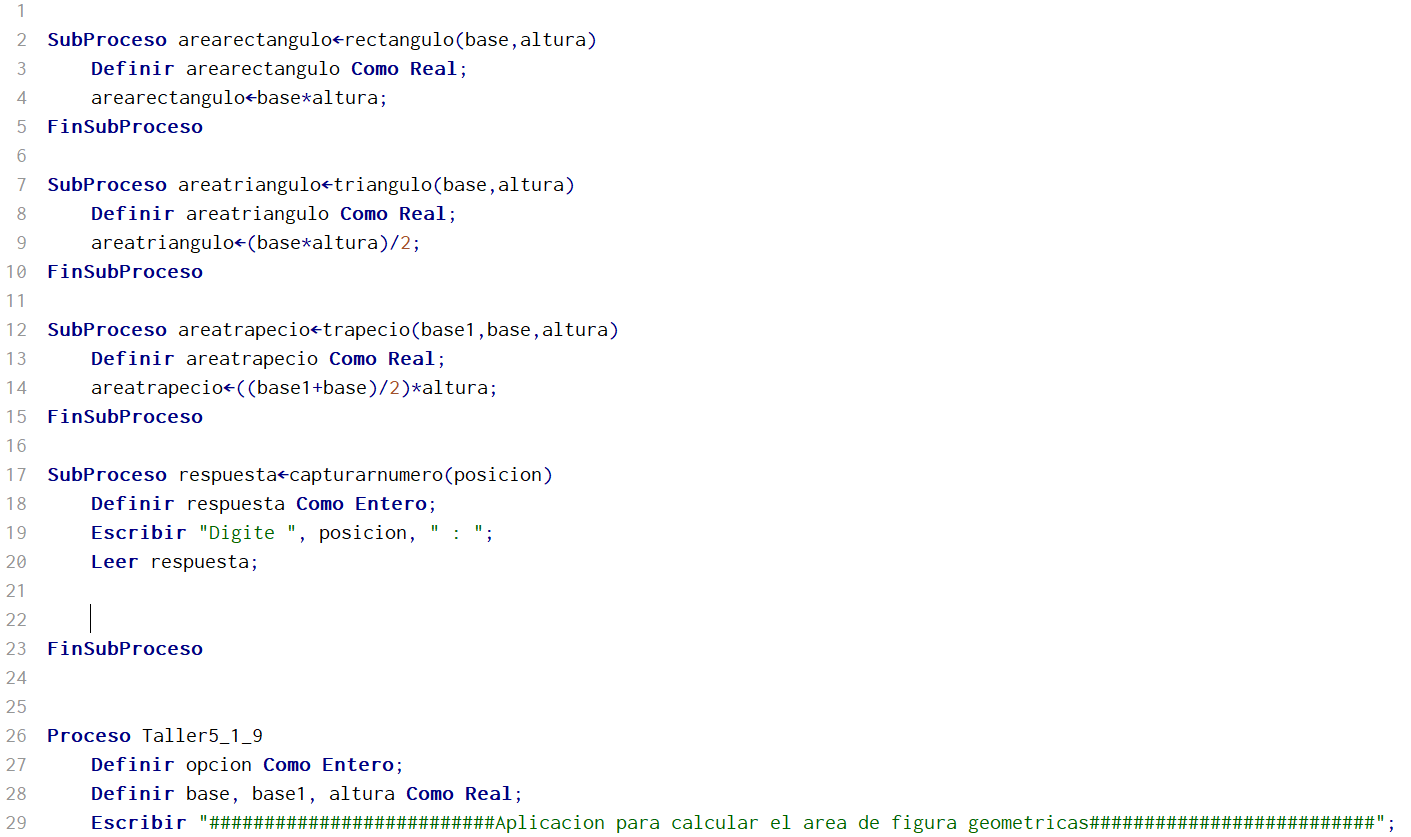 1
2 SubProceso arearectangulo←rectangulo(base,altura)
3 Definir arearectangulo Como Real;
4 arearectangulo←base*altura;
5 FinSubProceso
6
7 SubProceso areatriangulo←triangulo(base,altura)
8 Definir areatriangulo Como Real;
9 areatriangulo←(base*altura)/2;
10 FinSubProceso
11
12 SubProceso areatrapecio←trapecio(base1,base,altura)
13 Definir areatrapecio Como Real;
14 areatrapecio←((base1+base)/2)*altura;
15 FinSubProceso
16
17 SubProceso respuesta←capturarnumero(posicion)
18 Definir respuesta Como Entero;
19 Escribir "Digite ", posicion, " : ";
20 Leer respuesta;
21
22
23 FinSubProceso
24
25
26 Proceso Taller5_1_9
27 Definir opcion Como Entero;
28 Definir base, base1, altura Como Real;
29 Escribir "##########################Aplicacion para calcular el area de figura geometricas##########################";